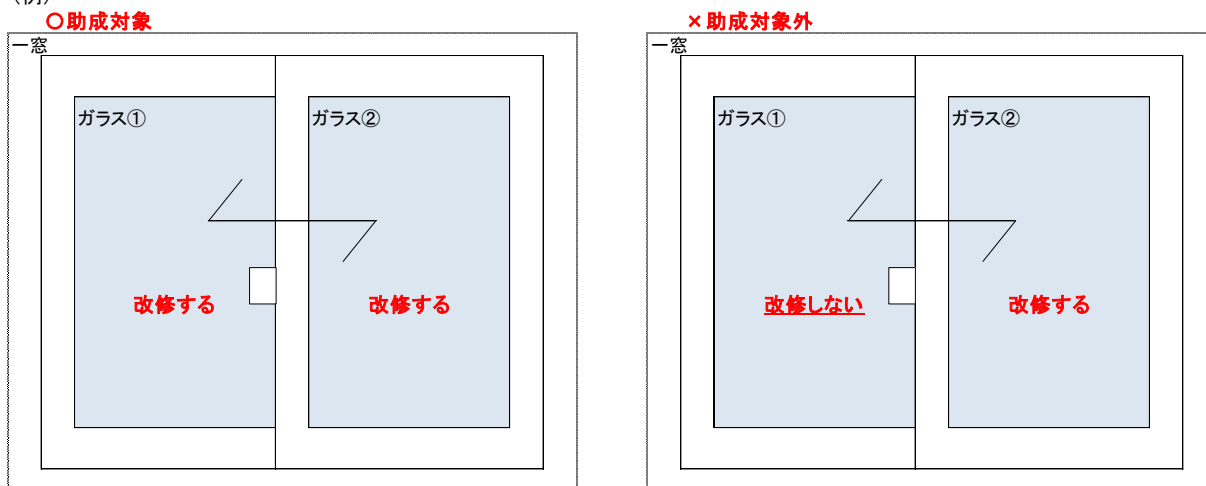 (例)
○助成対象
一窓
ガラス①
ガラス②
改修する
改修する
×助成対象外
一窓
ガラス①
ガラス②
改修しない
改修する